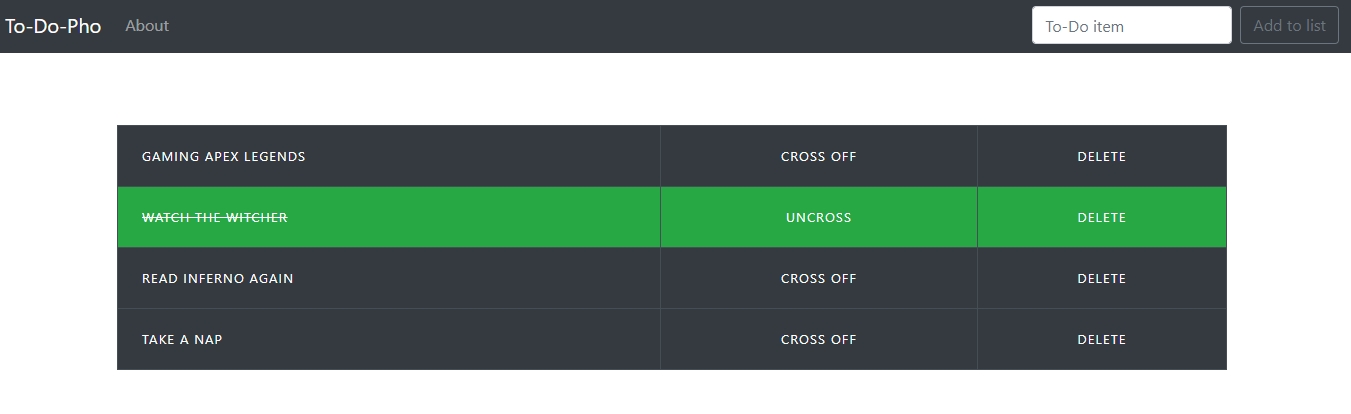 To-Do-Pho About To-Do item Add to list
GAMING APEX LEGENDS CROSS OFF DELETE
WATCH THE WITCHER UNCROSS DELETE
READ INFERNO AGAIN CROSS OFF DELETE
TAKE A NAP CROSS OFF DELETE